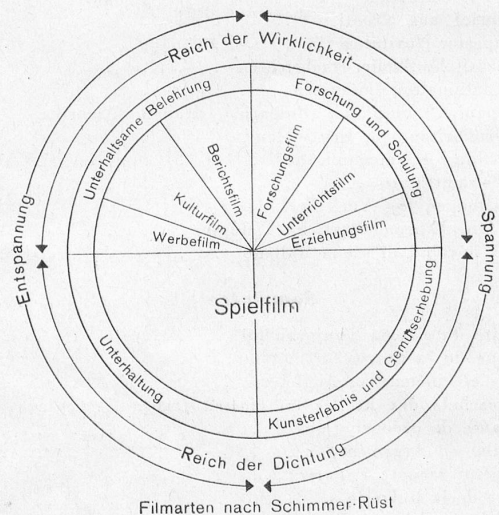 Reich der Wirklichkeit
Unterhaltsame Belehrung
Forschung und Schulung
Berichtsfilm
Forschungsfilm
Kulturfilm
Unterrichtsfilm
Werbefilm
Erziehungsfilm
Entspannung
Spannung
Spielfilm
Unterhaltung
Kunsterlebnis und Gemütserhebung
Reich der Dichtung
Filmarten nach Schimmer-Rüst